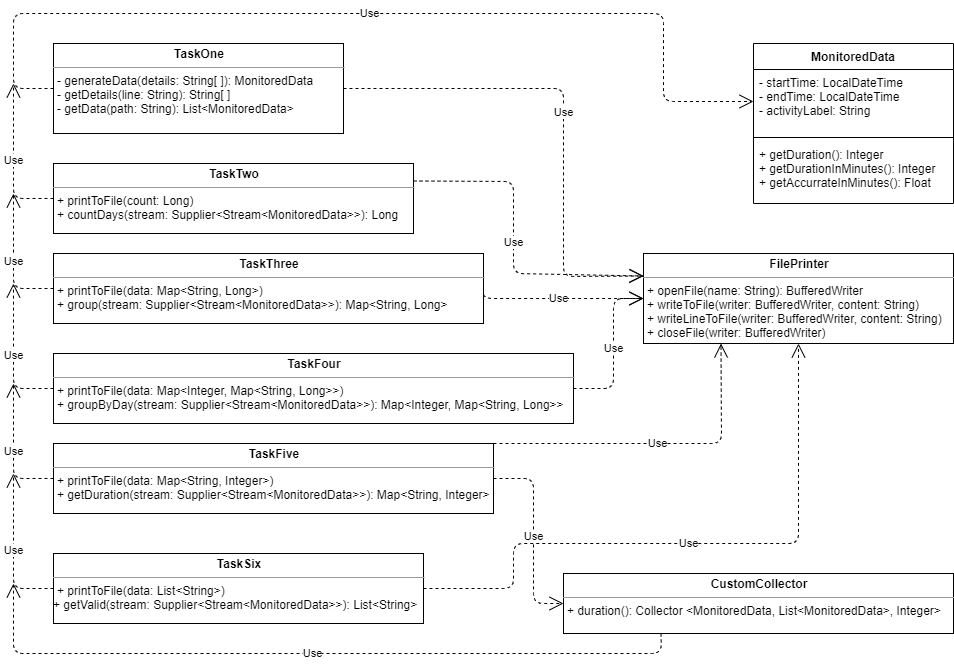 Use
TaskOne
- generateData(details: String[ ]): MonitoredData
- getDetails(line: String): String[ ]
- getData(path: String): List<MonitoredData>
MonitoredData
- startTime: LocalDateTime
- endTime: LocalDateTime
- activityLabel: String
+ getDuration(): Integer
+ getDurationInMinutes(): Integer
+ getAccurrateInMinutes(): Float
Use
Use
TaskTwo
+ printToFile(count: Long)
+ countDays(stream: Supplier<Stream<MonitoredData>>): Long
Use
Use
TaskThree
+ printToFile(data: Map<String, Long>)
+ group(stream: Supplier<Stream<MonitoredData>>): Map<String, Long>
Use
FilePrinter
+ openFile(name: String): BufferedWriter
+ writeToFile(writer: BufferedWriter, content: String)
+ writeLineToFile(writer: BufferedWriter, content: String)
+ closeFile(writer: BufferedWriter)
Use
Use
TaskFour
+ printToFile(data: Map<Integer, Map<String, Long>>)
+ groupByDay(stream: Supplier<Stream<MonitoredData>>): Map<Integer, Map<String, Long>>
Use
Use
TaskFive
+ printToFile(data: Map<String, Integer>)
+ getDuration(stream: Supplier<Stream<MonitoredData>>): Map<String, Integer>
Use
Use
Use
TaskSix
+ printToFile(data: List<String>)
+ getValid(stream: Supplier<Stream<MonitoredData>>): List<String>
CustomCollector
+ duration(): Collector <MonitoredData, List<MonitoredData>, Integer>
Use